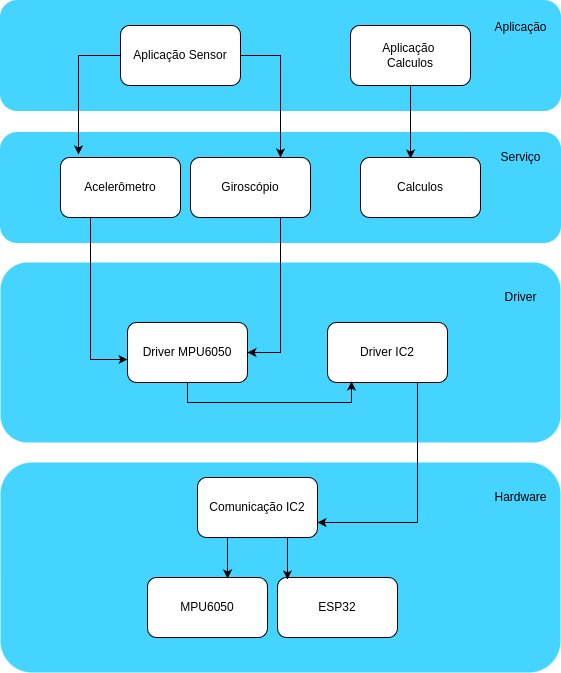 Aplicação
Aplicação Sensor
Aplicação
Calculos
Serviço
Acelerômetro
Giroscópio
Calculos
Driver
Driver MPU6050
Driver IC2
Hardware
Comunicação IC2
MPU6050
ESP32